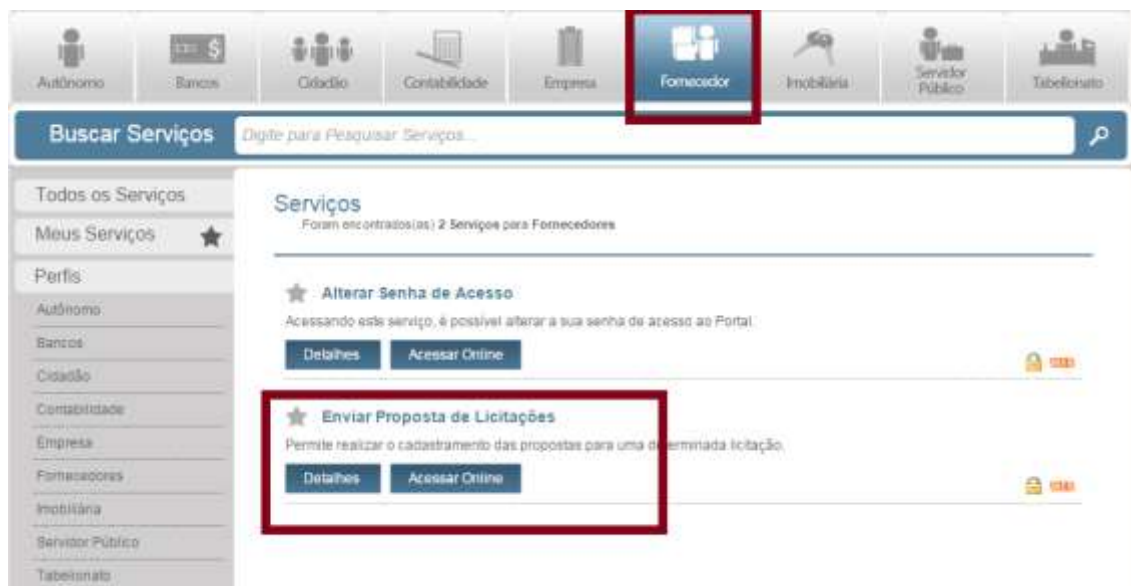 Autônomo
Bancos
Cidadão
Contabilidade
Empresa
Fornecedor
Imobiliária
Servidor
Público
Tabelionato
Buscar Serviços
Digite para Pesquisar Serviços...
Todos os Serviços
Meus Serviços
Perfis
Autônomo
Bancos
Cidadão
Contabilidade
Empresa
Fornecedores
Imobiliária
Servidor Público
Tabelionato
Serviços
Foram encontrados(as) 2 Serviços para Fornecedores
Alterar Senha de Acesso
Acessando este serviço, é possível alterar a sua senha de acesso ao Portal.
Detalhes
Acessar Online
Enviar Proposta de Licitações
Permite realizar o cadastramento das propostas para uma determinada licitação.
Detalhes
Acessar Online